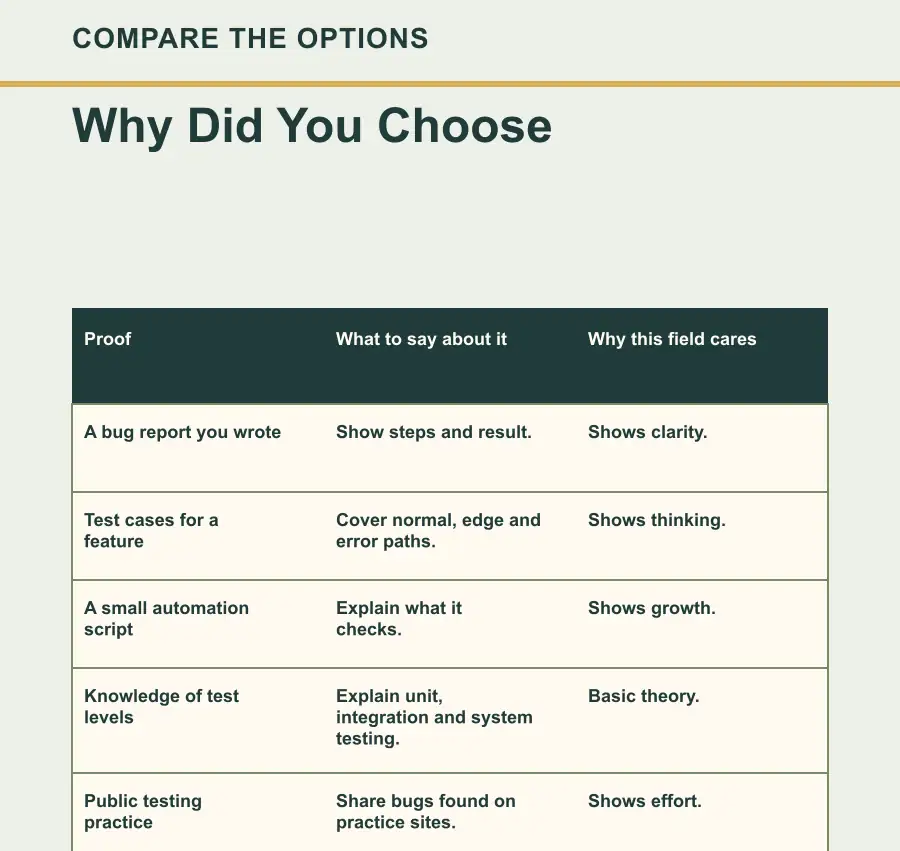 COMPARE THE OPTIONS
Why Did You Choose
Proof
What to say about it
Why this field cares
A bug report you wrote
Show steps and result.
Shows clarity.
Test cases for a
feature
Cover normal, edge and
error paths.
Shows thinking.
A small automation
script
Explain what it
checks.
Shows growth.
Knowledge of test
levels
Explain unit,
integration and system
testing.
Basic theory.
Public testing
practice
Share bugs found on
practice sites.
Shows effort.